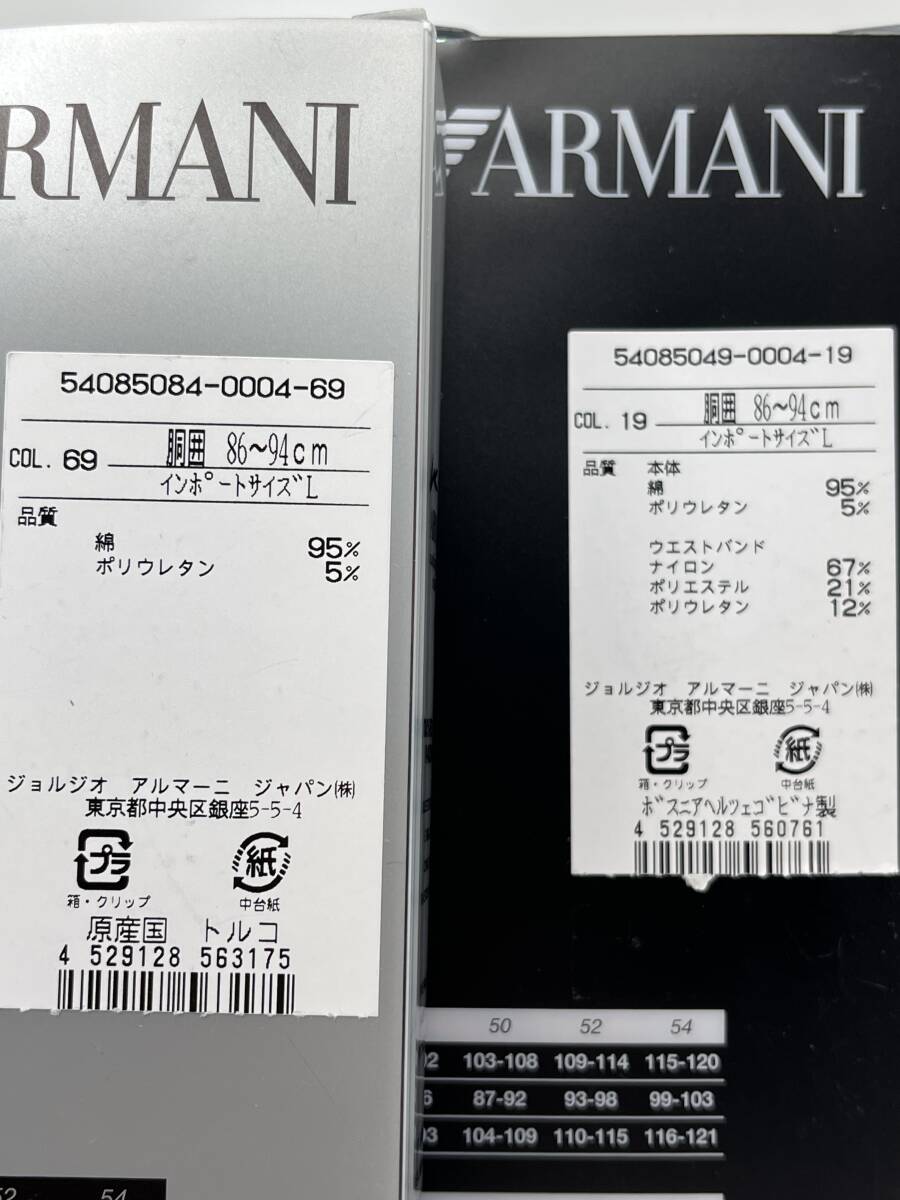 RMANI
54085084-0004-69
COL. 69
胴囲 86〜94cm
インポートサイズL
品質
綿 95%
ポリウレタン 5%
ジョルジオ アルマーニ ジャパン㈱
東京都中央区銀座5-5-4
プラ 紙
箱・クリップ 中台紙
原産国 トルコ
4 529128 563175
52 54
ARMANI
54085049-0004-19
COL. 19
胴囲 86〜94cm
インポートサイズL
品質 本体
綿 95%
ポリウレタン 5%
ウエストバンド
ナイロン 67%
ポリエステル 21%
ポリウレタン 12%
ジョルジオ アルマーニ ジャパン㈱
東京都中央区銀座5-5-4
プラ 紙
箱・クリップ 中台紙
ボスニアヘルツェゴビナ製
4 529128 560761
50 52 54
103-108 109-114 115-120
87-92 93-98 99-103
104-109 110-115 116-121